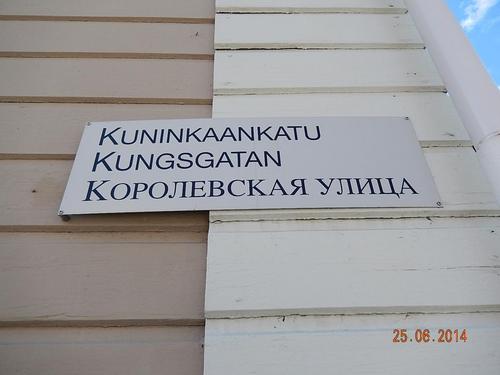 KUNINKAANKATU
KUNGSGATAN
КОРОЛЕВСКАЯ УЛИЦА
25.06.2014